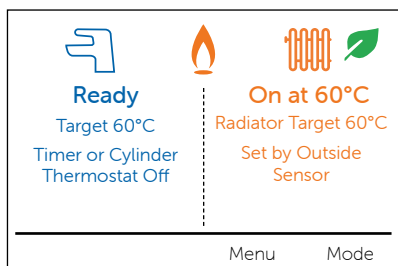 Ready
Target 60°C
Timer or Cylinder
Thermostat Off
On at 60°C
Radiator Target 60°C
Set by Outside
Sensor
Menu
Mode